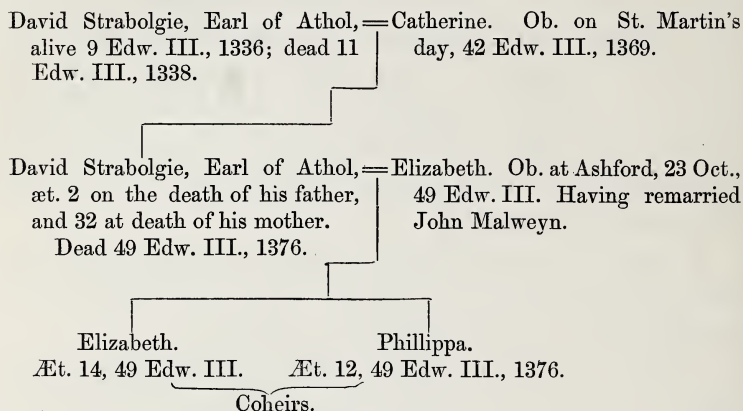 David Strabolgie, Earl of Athol, = Catherine. Ob. on St. Martin's
alive 9 Edw. III., 1336; dead 11 day, 42 Edw. III., 1369.
Edw. III., 1338.
David Strabolgie, Earl of Athol, = Elizabeth. Ob. at Ashford, 23 Oct.,
æt. 2 on the death of his father, 49 Edw. III. Having remarried
and 32 at death of his mother. John Malweyn.
Dead 49 Edw. III., 1376.
Elizabeth. Phillippa.
Æt. 14, 49 Edw. III. Æt. 12, 49 Edw. III., 1376.
Coheirs.